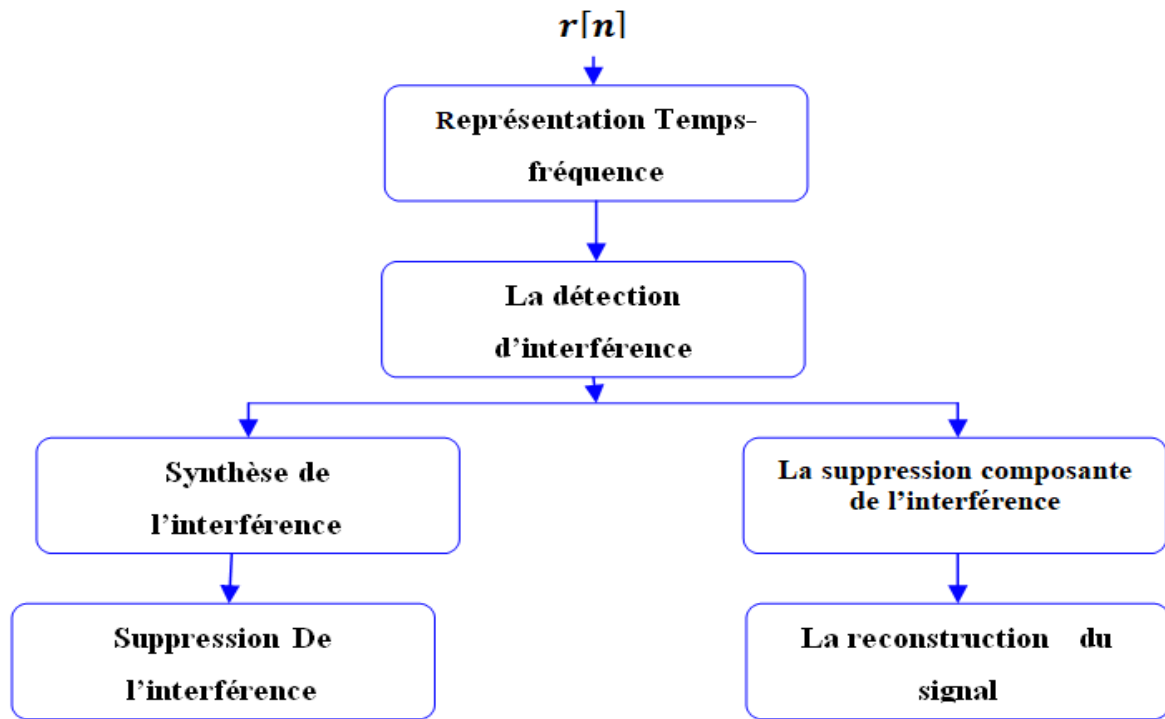 r[n]
Représentation Temps-
fréquence
La détection
d'interférence
Synthèse de
l'interférence
La suppression composante
de l'interférence
Suppression De
l'interférence
La reconstruction du
signal